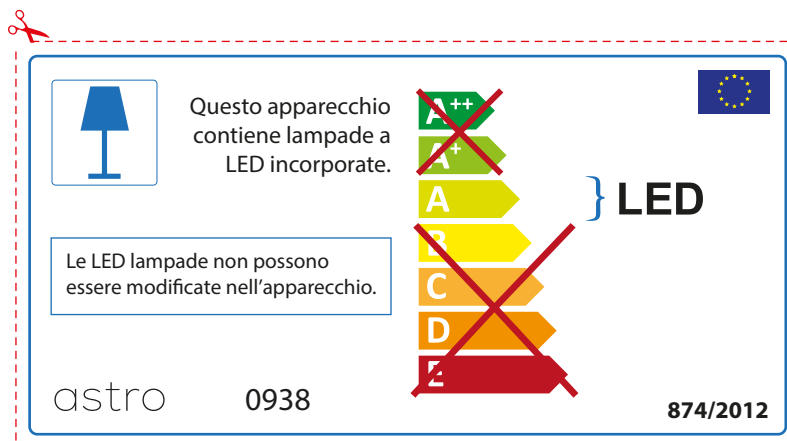 Questo apparecchio
contiene lampade a
LED incorporate.
A++
A+
A
B
C
D
E
LED
Le LED lampade non possono
essere modificate nell'apparecchio.
astro
0938
874/2012